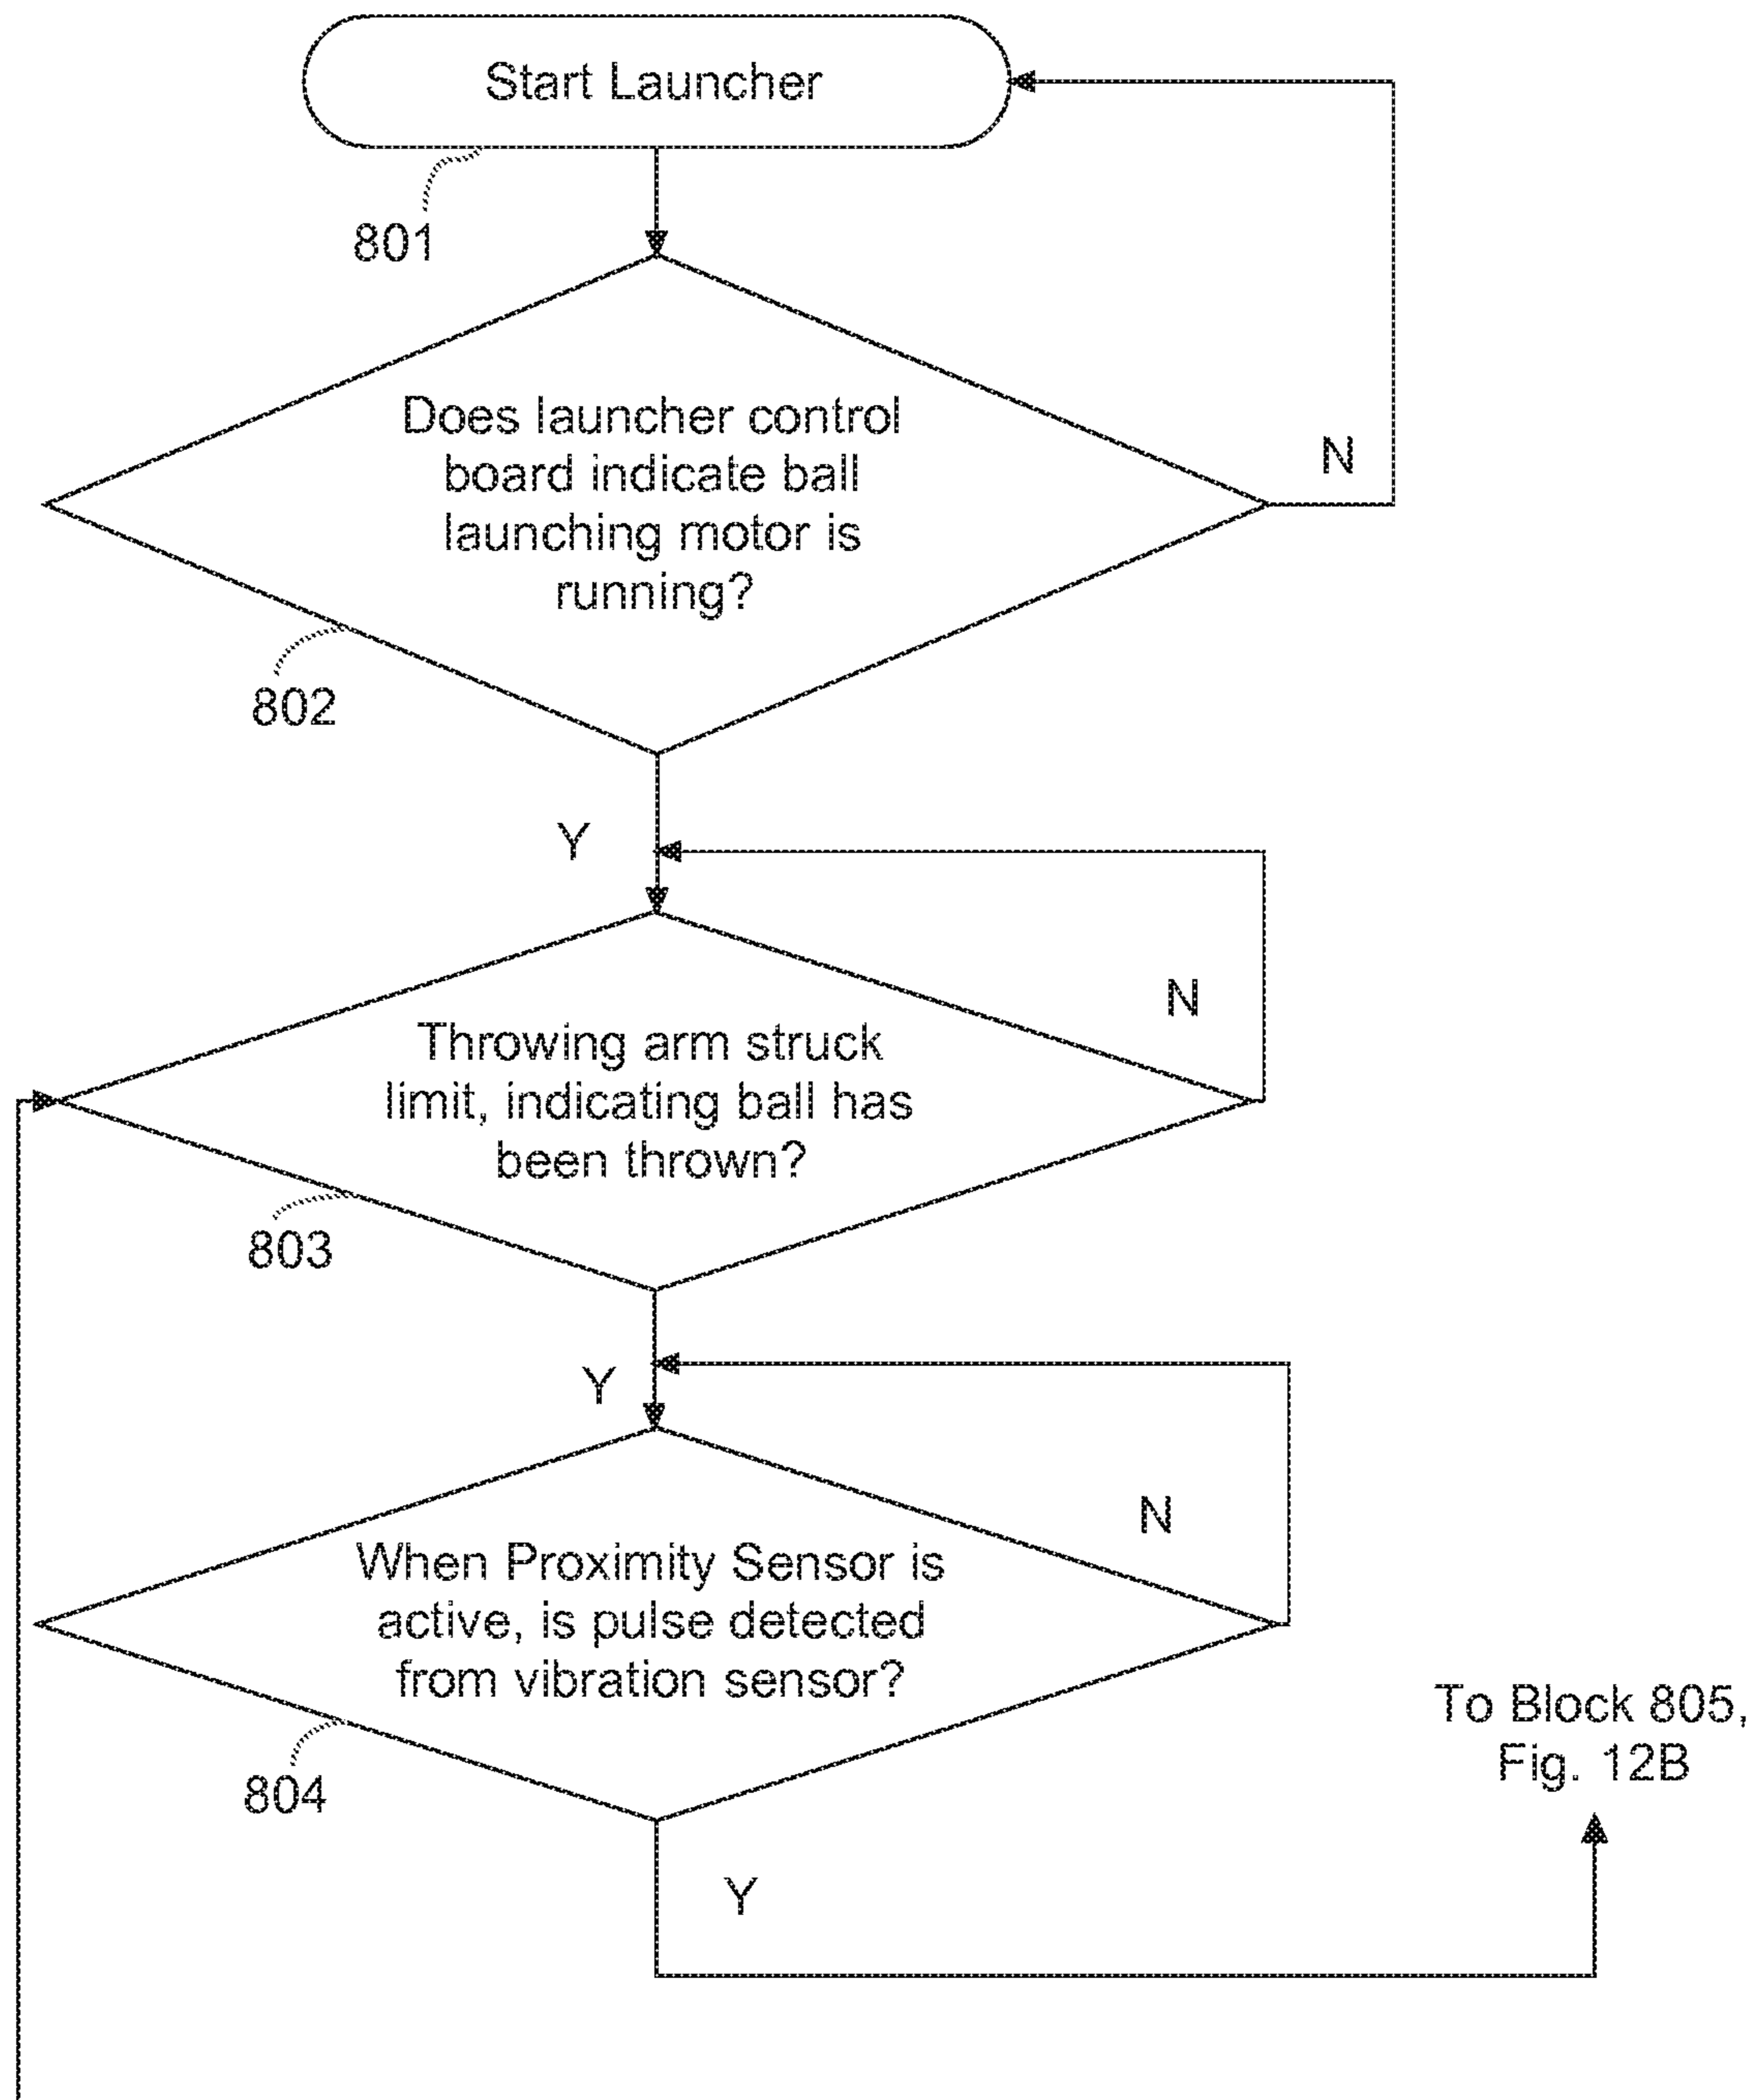 Start Launcher
801
Does launcher control
board indicate ball
launching motor is
running?
N
802
Y
N
Throwing arm struck
limit, indicating ball has
been thrown?
803
Y
N
When Proximity Sensor is
active, is pulse detected
from vibration sensor?
To Block 805,
Fig. 12B
804
Y